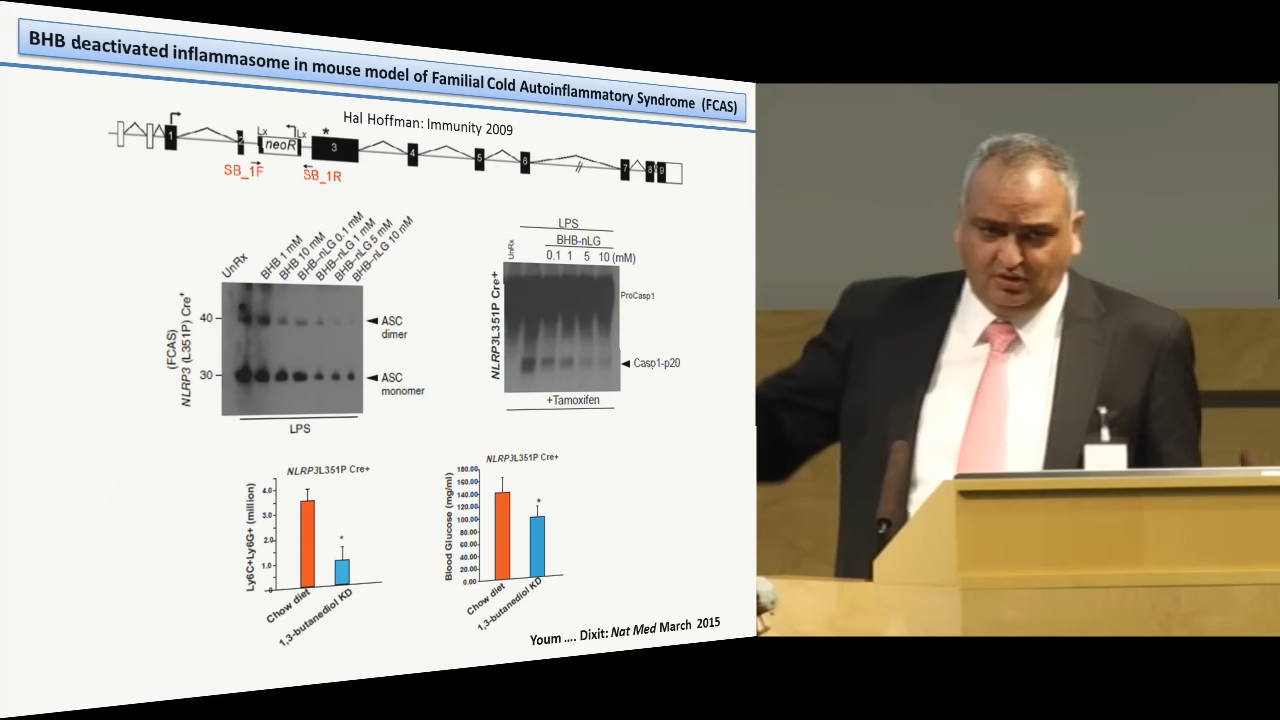 BHB deactivated inflammasome in mouse model of Familial Cold Autoinflammatory Syndrome (FCAS)
Hal Hoffman: Immunity 2009
1
2
Lx
neoR
Lx
*
3
4
5
6
7
8
9
SB_1F
SB_1R
UnRx
BHB 1 mM
BHB 10 mM
BHB-nLG 0.1 mM
BHB-nLG 1 mM
BHB-nLG 5 mM
BHB-nLG 10 mM
(FCAS)
NLRP3 (L351P) Cre+
40
30
ASC
dimer
ASC
monomer
LPS
LPS
UnRx
BHB-nLG
0.1 1 5 10 (mM)
NLRP3L351P Cre+
ProCasp1
Casp1-p20
+Tamoxifen
NLRP3L351P Cre+
Ly6C+Ly6G+ (million)
4.0
3.0
2.0
1.0
0
*
Chow diet
1,3-butanediol KD
NLRP3L351P Cre+
Blood Glucose (mg/ml)
180.00
160.00
140.00
120.00
100.00
80.00
60.00
40.00
20.00
0.00
*
Chow diet
1,3-butanediol KD
Youm .... Dixit: Nat Med March 2015